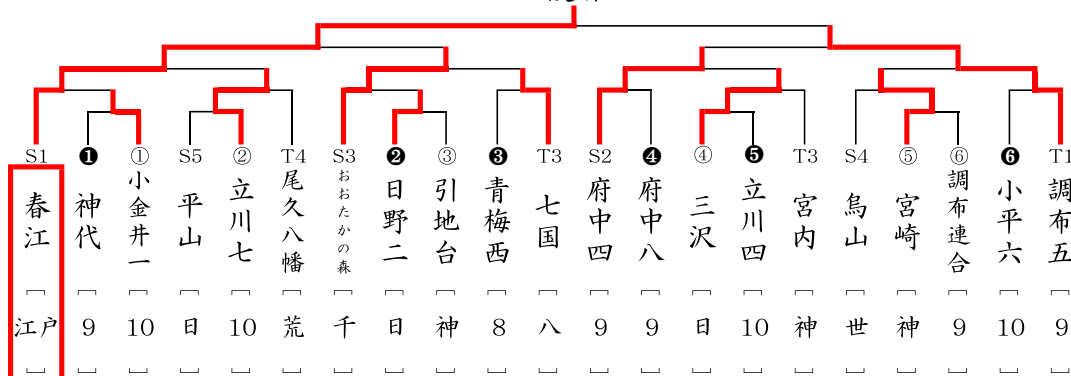 S1 ❶ ① S5 ② T4 S3 ❷ ③ ❸ T3 S2 ❹ ④ ❺ T3 S4 ⑤ ⑥ ❻ T1
春江
神代
小金井一
平山
立川七
尾久八幡
おおたかの森
日野二
引地台
青梅西
七国
府中四
府中八
三沢
立川四
宮内
烏山
宮崎
調布連合
小平六
調布五
江戸 9 10 日 10 荒 千 日 神 8 八 9 9 日 10 神 世 神 9 10 9